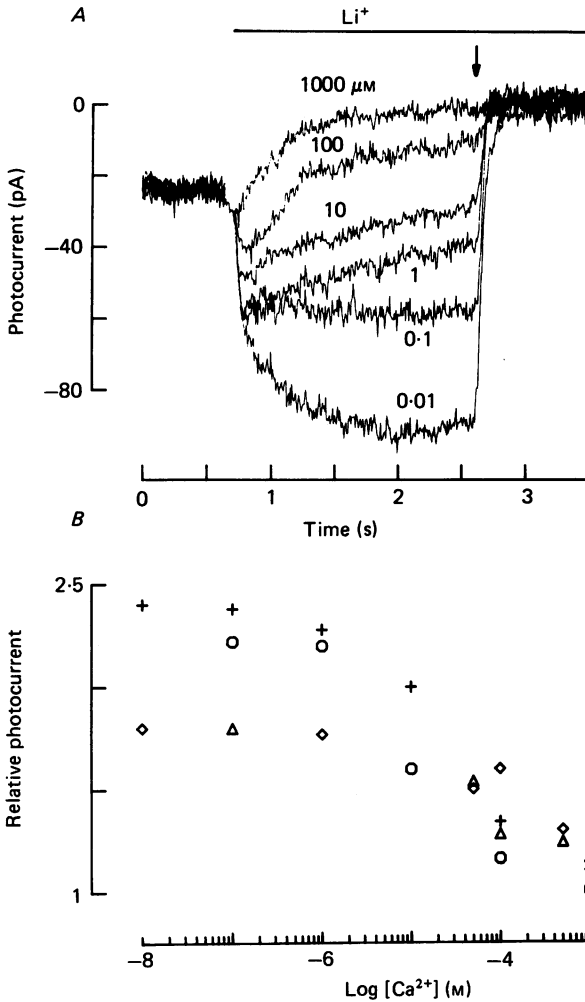 A
Li⁺
1000 μM
100
10
1
0·1
0·01
Photocurrent (pA)
0
−40
−80
0
1
2
3
Time (s)
B
Relative photocurrent
2·5
1
−8
−6
−4
Log [Ca²⁺] (M)